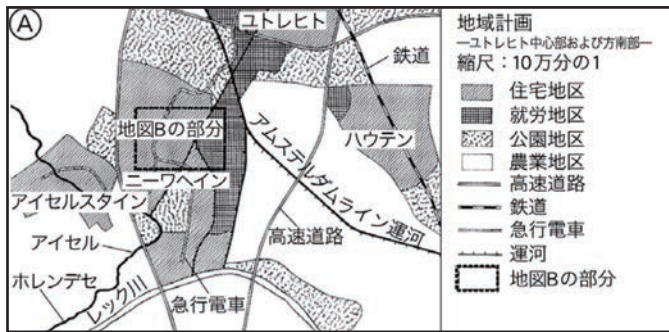 A
ユトレヒト
鉄道
地図Bの部分
ハウテン
ニーワヘイン
アムステルダムライン運河
アイセルスタイン
アイセル
高速道路
ホレンデセ
レック川
急行電車
地域計画
―ユトレヒト中心部および方南部―
縮尺:10万分の1
住宅地区
就労地区
公園地区
農業地区
高速道路
鉄道
急行電車
運河
地図Bの部分